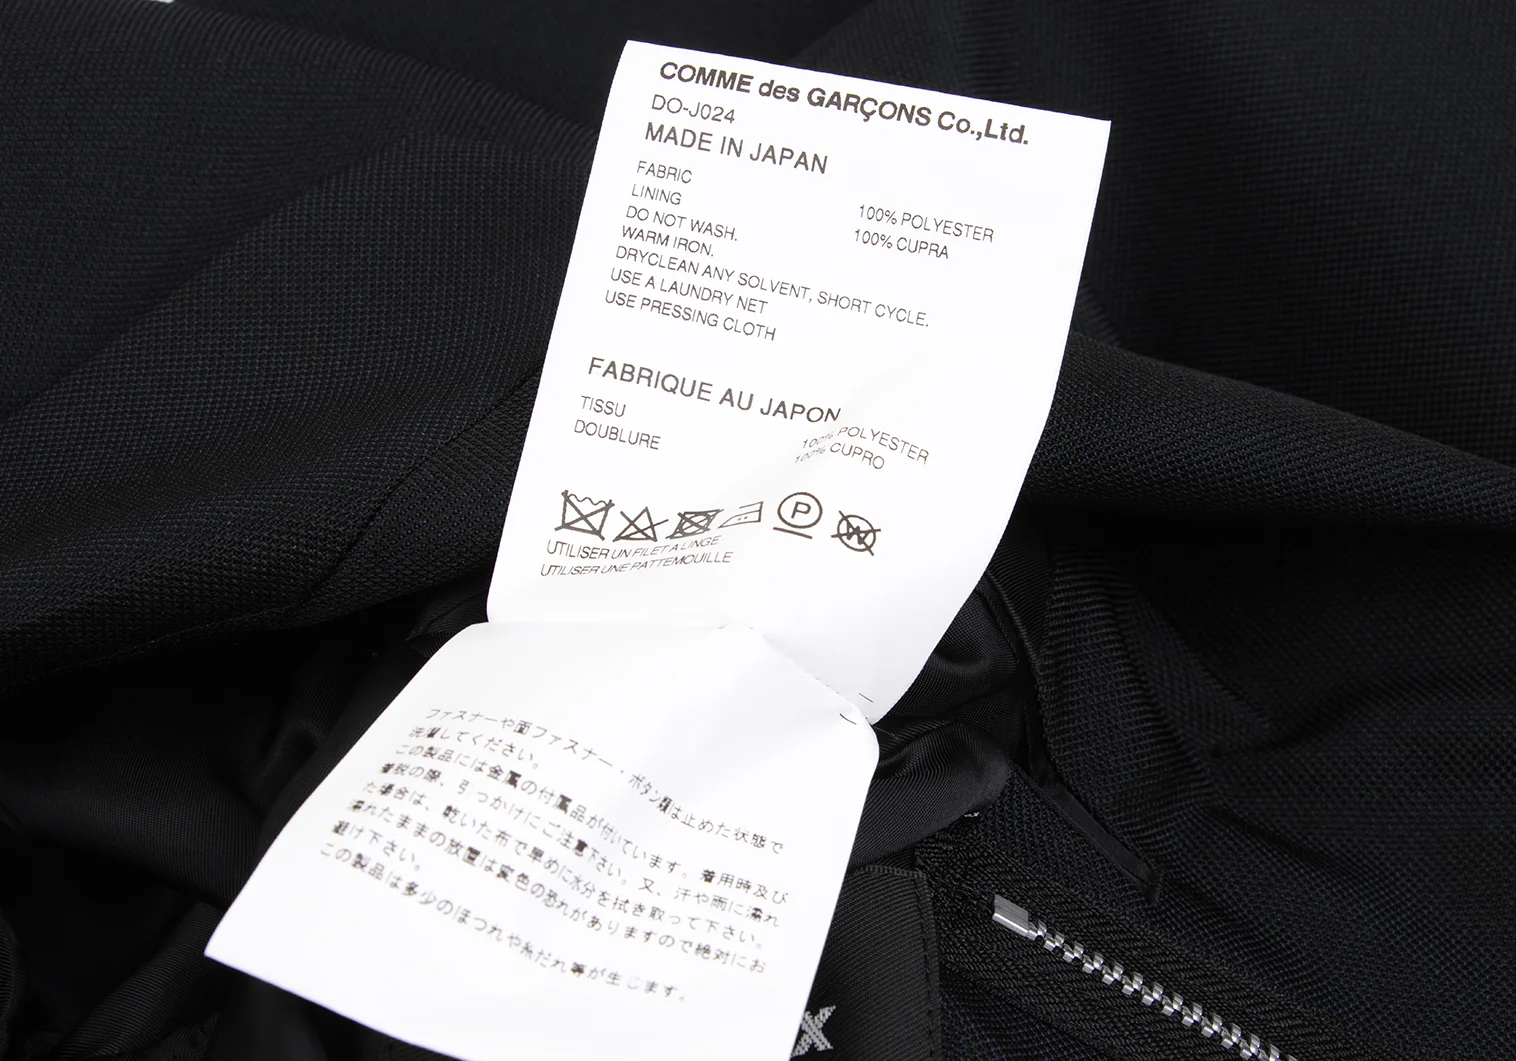 COMME des GARÇONS Co.,Ltd.
DO-J024
MADE IN JAPAN
FABRIC 100% POLYESTER
LINING 100% CUPRA
DO NOT WASH.
WARM IRON.
DRYCLEAN ANY SOLVENT, SHORT CYCLE.
USE A LAUNDRY NET
USE PRESSING CLOTH
FABRIQUE AU JAPON
TISSU 100% POLYESTER
DOUBLURE 100% CUPRO
P
W
UTILISER UN FILET A LINGE
UTILISER UNE PATTEMOUILLE
ファスナーや面ファスナー・ボタン類は止めた状態で
洗濯してください。
この製品には金属の付属品が付いています。着用時及び
着脱の際、引っかけにご注意下さい。又、汗や雨に濡れ
た場合は、乾いた布で早めに水分を拭き取って下さい。
濡れたままの放置は変色の恐れがありますので絶対にお
避け下さい。
この製品は多少のほつれや糸だれ等が生じます。
X